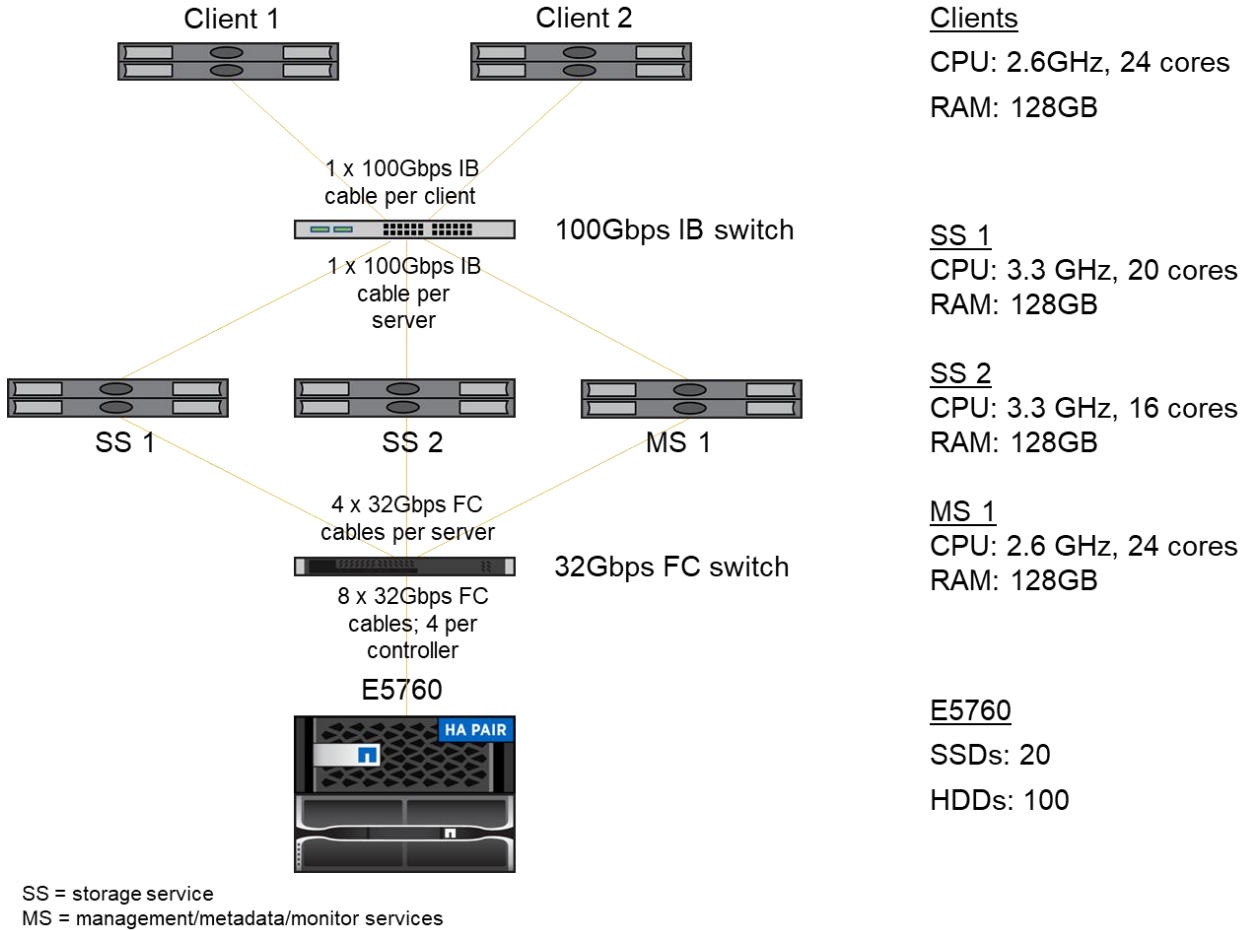 Client 1
Client 2
1 x 100Gbps IB
cable per client
100Gbps IB switch
1 x 100Gbps IB
cable per
server
SS 1
SS 2
MS 1
4 x 32Gbps FC
cables per server
32Gbps FC switch
8 x 32Gbps FC
cables; 4 per
controller
E5760
HA PAIR
SS = storage service
MS = management/metadata/monitor services
Clients
CPU: 2.6GHz, 24 cores
RAM: 128GB
SS 1
CPU: 3.3 GHz, 20 cores
RAM: 128GB
SS 2
CPU: 3.3 GHz, 16 cores
RAM: 128GB
MS 1
CPU: 2.6 GHz, 24 cores
RAM: 128GB
E5760
SSDs: 20
HDDs: 100